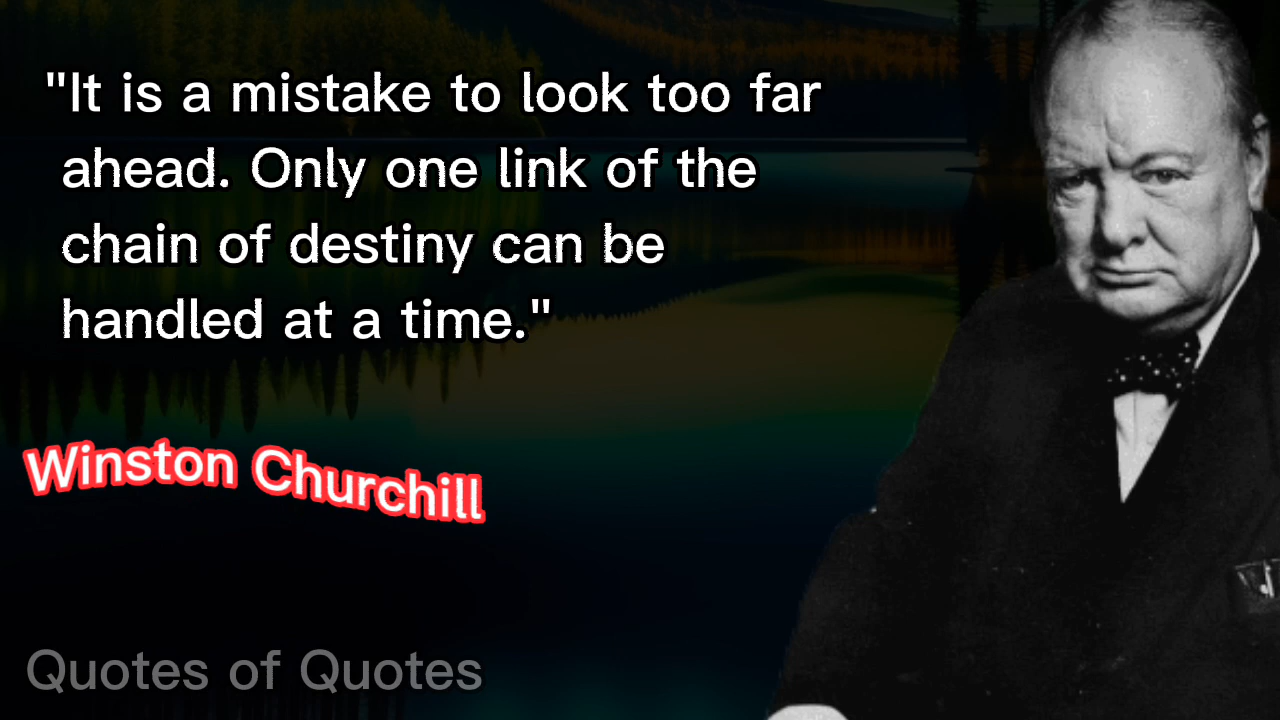 "It is a mistake to look too far
ahead. Only one link of the
chain of destiny can be
handled at a time."
Winston Churchill
Quotes of Quotes